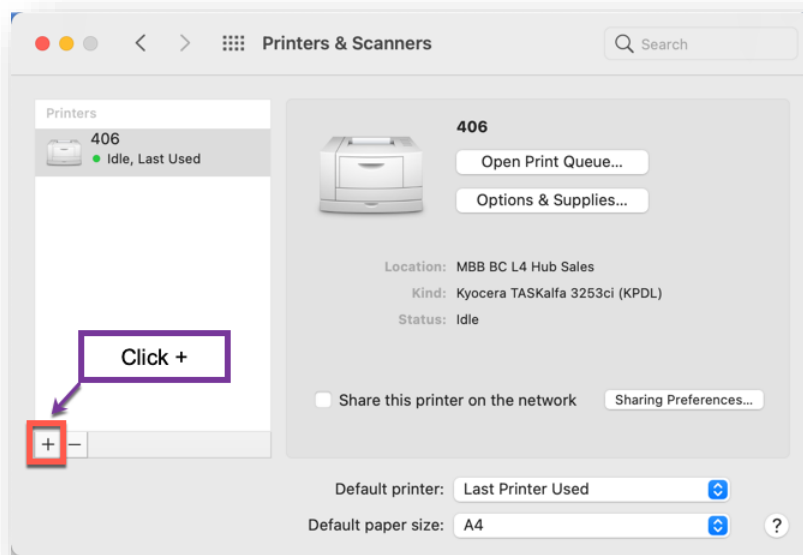 Printers & Scanners
Search
Printers
406
Idle, Last Used
406
Open Print Queue...
Options & Supplies...
Location: MBB BC L4 Hub Sales
Kind: Kyocera TASKalfa 3253ci (KPDL)
Status: Idle
Click +
Share this printer on the network
Sharing Preferences...
+ −
Default printer: Last Printer Used
Default paper size: A4
?